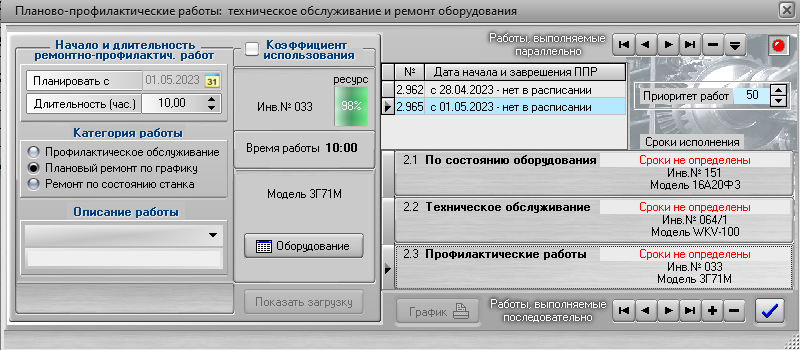 Планово-профилактические работы: техническое обслуживание и ремонт оборудования
Начало и длительность
ремонтно-профилактич. работ
Планировать с 01.05.2023
Длительность (час.) 10,00
Категория работы
Профилактическое обслуживание
Плановый ремонт по графику
Ремонт по состоянию станка
Описание работы
Коэффициент
использования
ресурс
Инв.№ 033 98%
Время работы 10:00
Модель 3Г71М
Оборудование
Показать загрузку
Работы, выполняемые
параллельно
№ Дата начала и заврешения ППР
2.962 с 28.04.2023 - нет в расписании
2.965 с 01.05.2023 - нет в расписании
Приоритет работ 50
Сроки исполнения
2.1 По состоянию оборудования Сроки не определены
Инв.№ 151
Модель 16А20Ф3
2.2 Техническое обслуживание Сроки не определены
Инв.№ 064/1
Модель WKV-100
2.3 Профилактические работы Сроки не определены
Инв.№ 033
Модель 3Г71М
График
Работы, выполняемые
последовательно